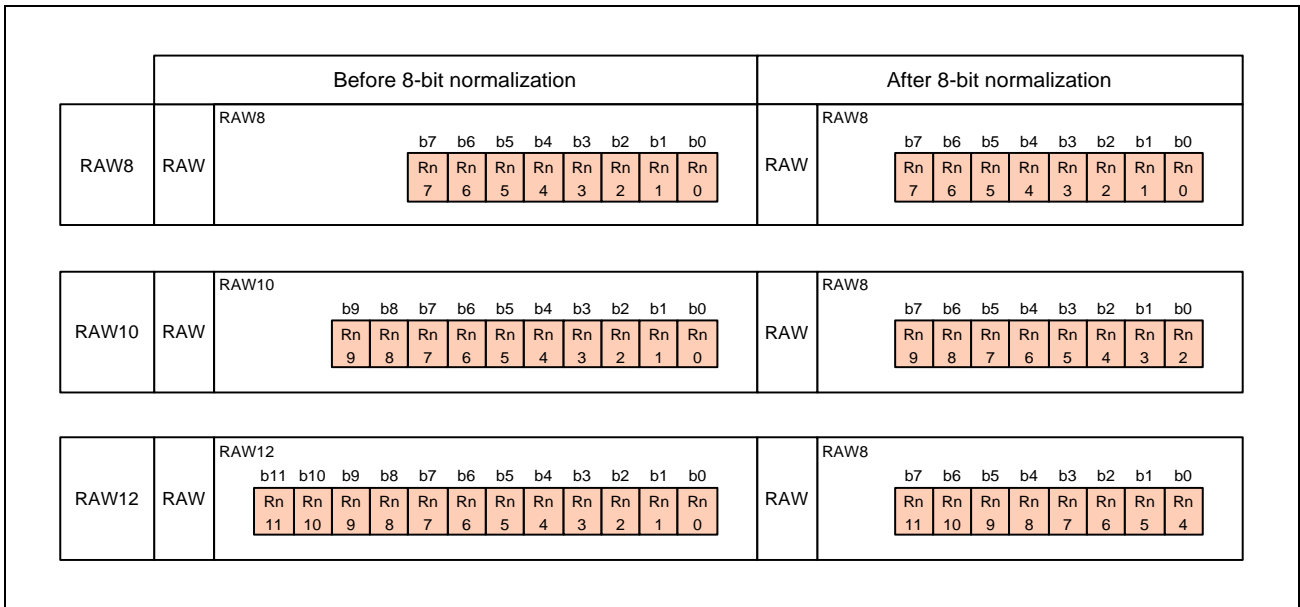 Before 8-bit normalization After 8-bit normalization
RAW8 RAW RAW8 RAW RAW8
b7 b6 b5 b4 b3 b2 b1 b0 b7 b6 b5 b4 b3 b2 b1 b0
Rn Rn Rn Rn Rn Rn Rn Rn Rn Rn Rn Rn Rn Rn Rn Rn
7 6 5 4 3 2 1 0 7 6 5 4 3 2 1 0
RAW10 RAW RAW10 RAW RAW8
b9 b8 b7 b6 b5 b4 b3 b2 b1 b0 b7 b6 b5 b4 b3 b2 b1 b0
Rn Rn Rn Rn Rn Rn Rn Rn Rn Rn Rn Rn Rn Rn Rn Rn Rn Rn
9 8 7 6 5 4 3 2 1 0 9 8 7 6 5 4 3 2
RAW12 RAW RAW12 RAW RAW8
b11 b10 b9 b8 b7 b6 b5 b4 b3 b2 b1 b0 b7 b6 b5 b4 b3 b2 b1 b0
Rn Rn Rn Rn Rn Rn Rn Rn Rn Rn Rn Rn Rn Rn Rn Rn Rn Rn Rn Rn
11 10 9 8 7 6 5 4 3 2 1 0 11 10 9 8 7 6 5 4